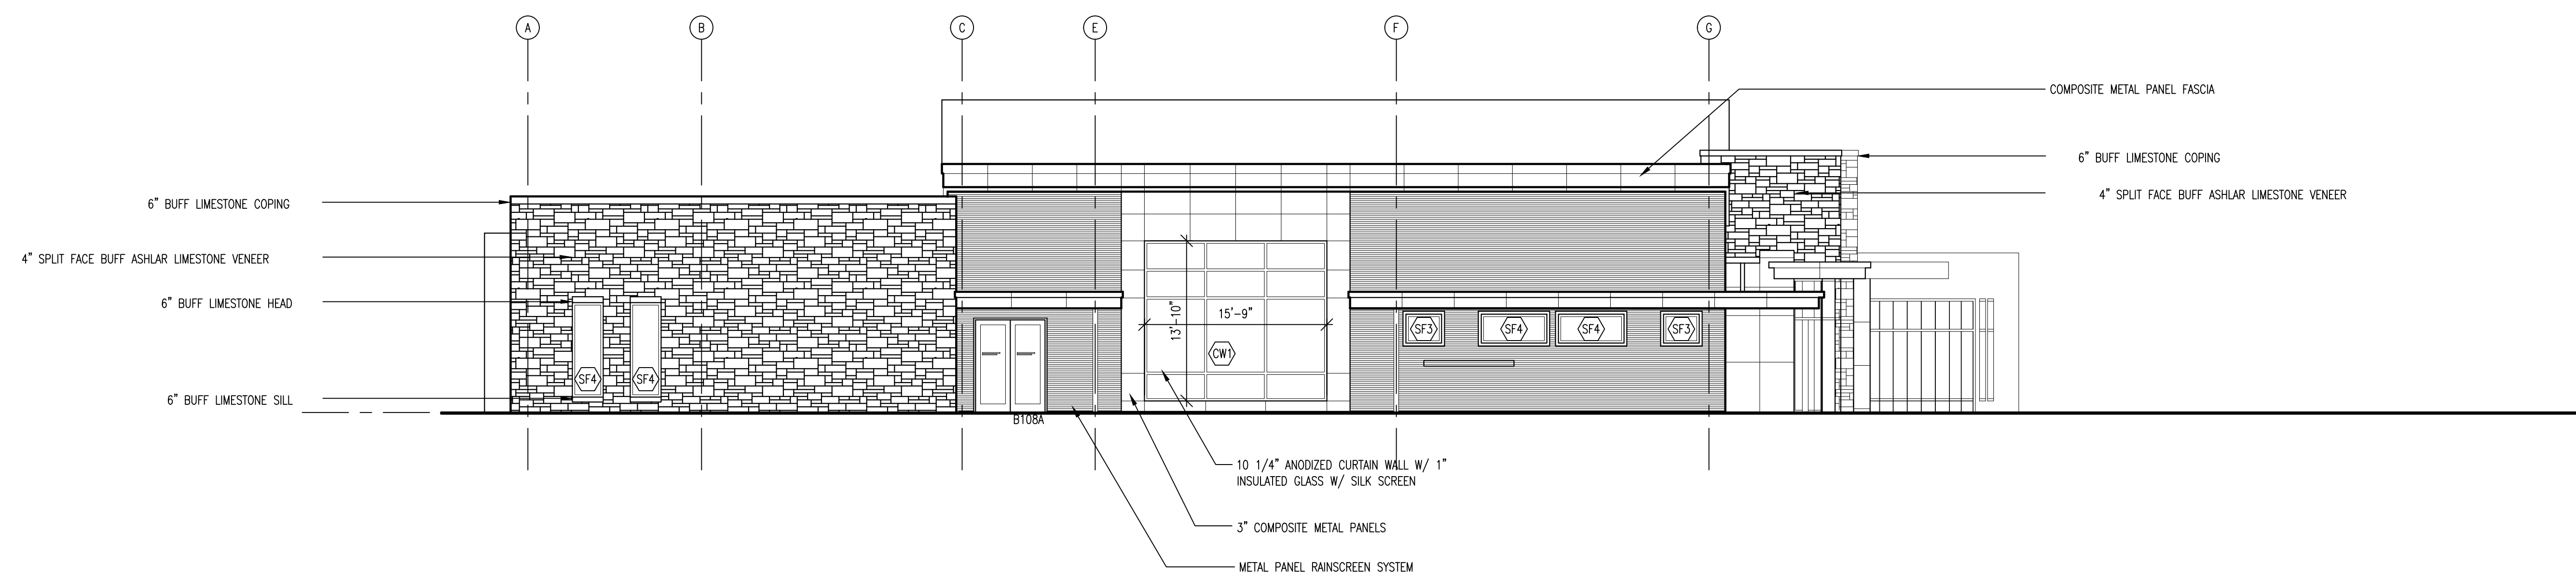 A
B
C
E
F
G
COMPOSITE METAL PANEL FASCIA
6" BUFF LIMESTONE COPING
4" SPLIT FACE BUFF ASHLAR LIMESTONE VENEER
6" BUFF LIMESTONE COPING
4" SPLIT FACE BUFF ASHLAR LIMESTONE VENEER
6" BUFF LIMESTONE HEAD
13'-10"
15'-9"
SF3
SF4
SF4
SF3
CW1
SF4
SF4
6" BUFF LIMESTONE SILL
B108A
10 1/4" ANODIZED CURTAIN WALL W/ 1"
INSULATED GLASS W/ SILK SCREEN
3" COMPOSITE METAL PANELS
METAL PANEL RAINSCREEN SYSTEM